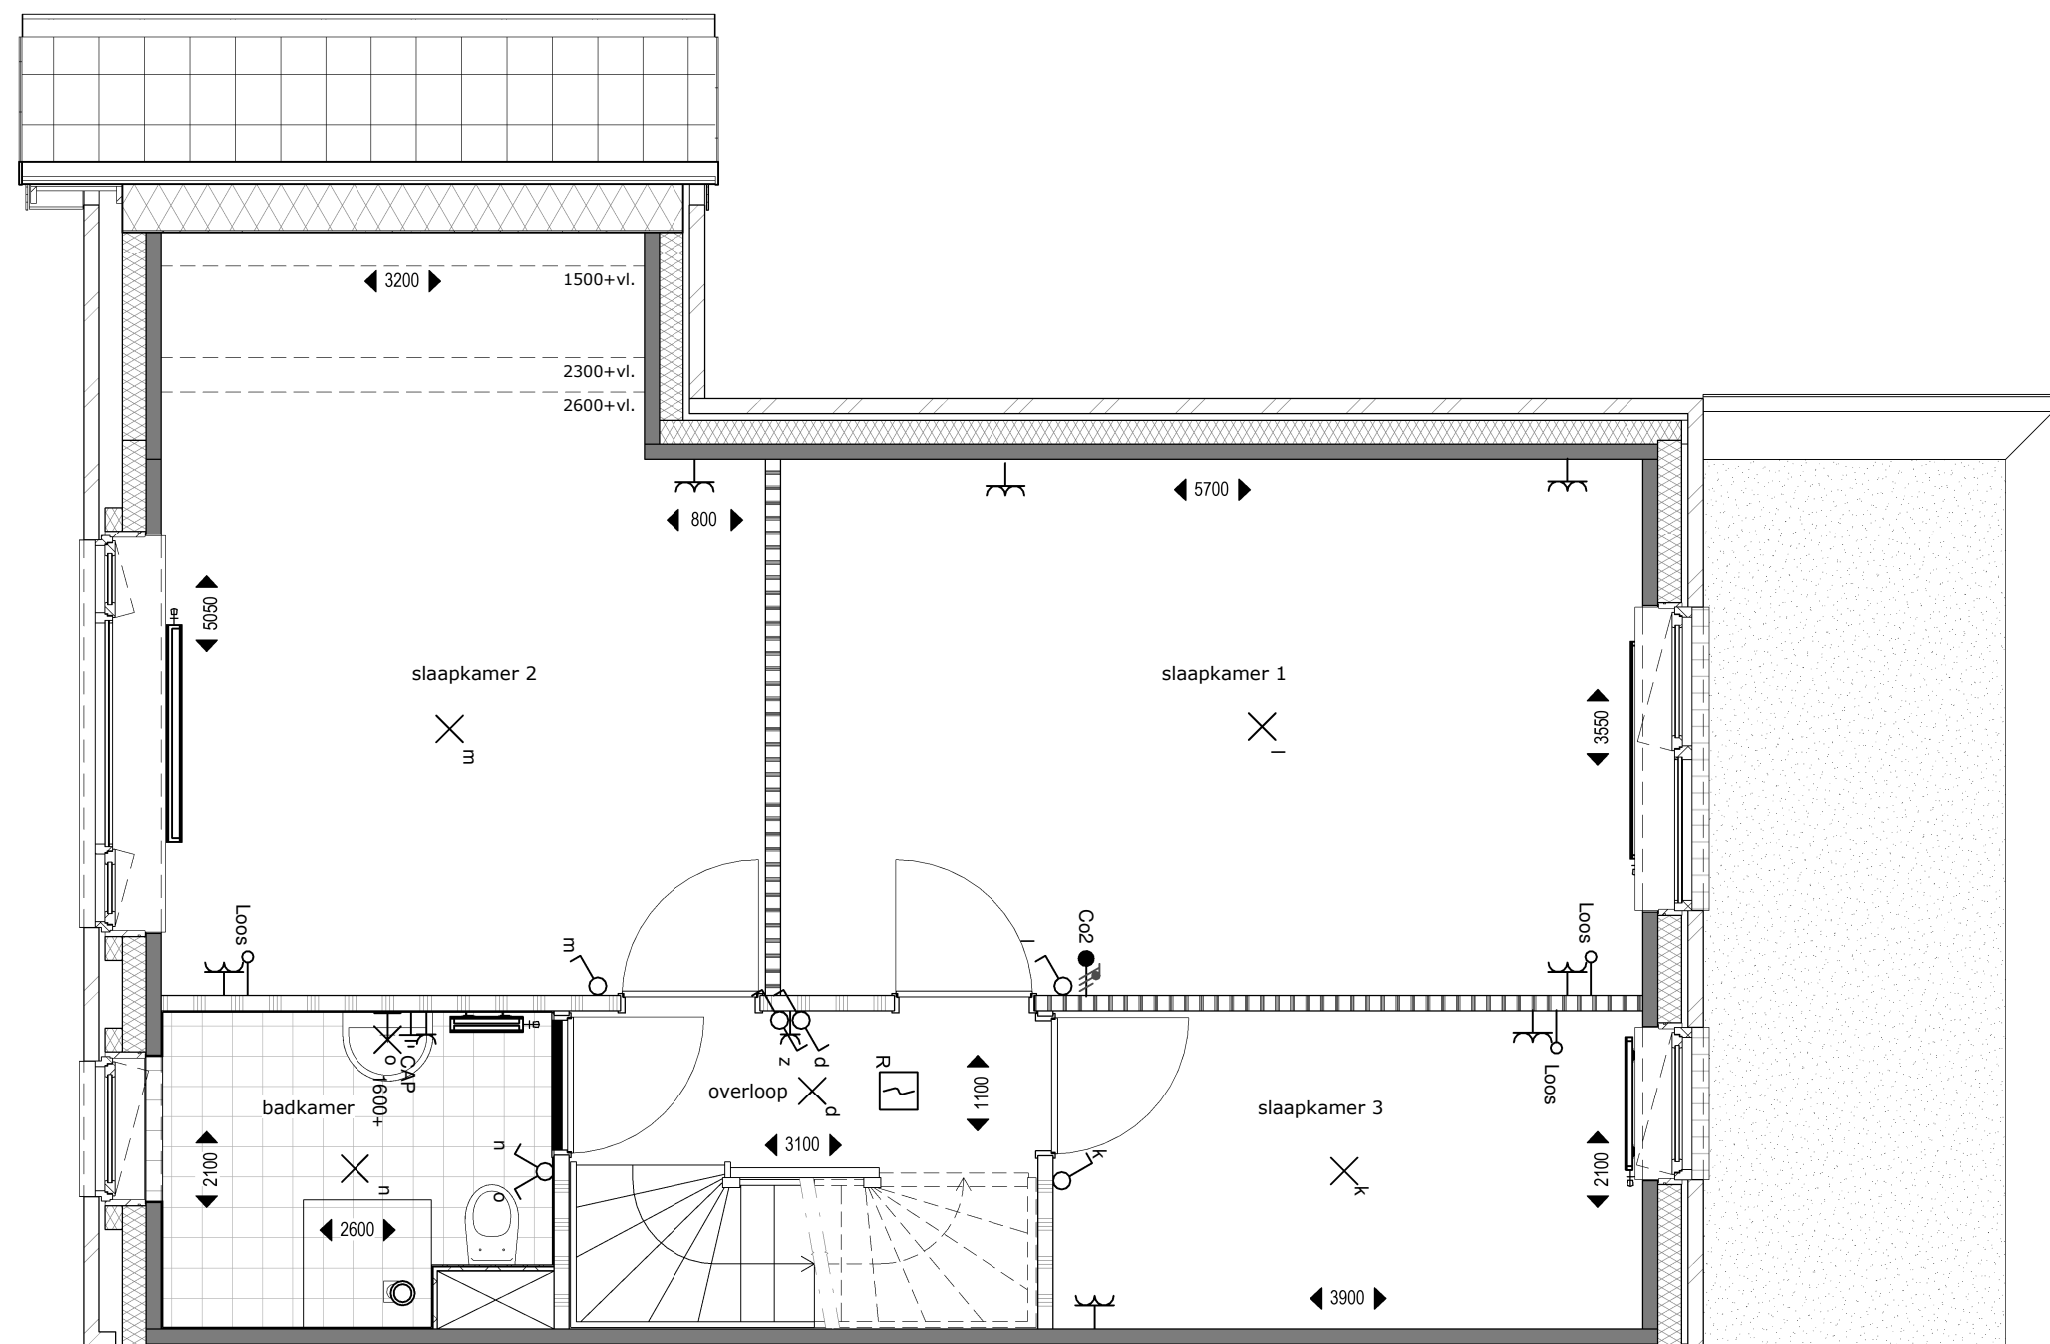 3200
1500+vl.
2300+vl.
2600+vl.
5700
800
5050
slaapkamer 2
slaapkamer 1
3550
m
l
Loos
m
l
Co2
Loos
z
d
R
o
CAP
1600+
overloop
d
1100
Loos
badkamer
slaapkamer 3
3100
n
k
2100
n
o
k
2100
2600
3900